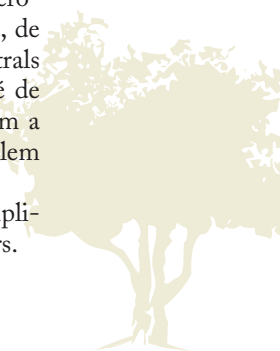 ero
, de
trals
é de
m a
lem
pli-
rs.